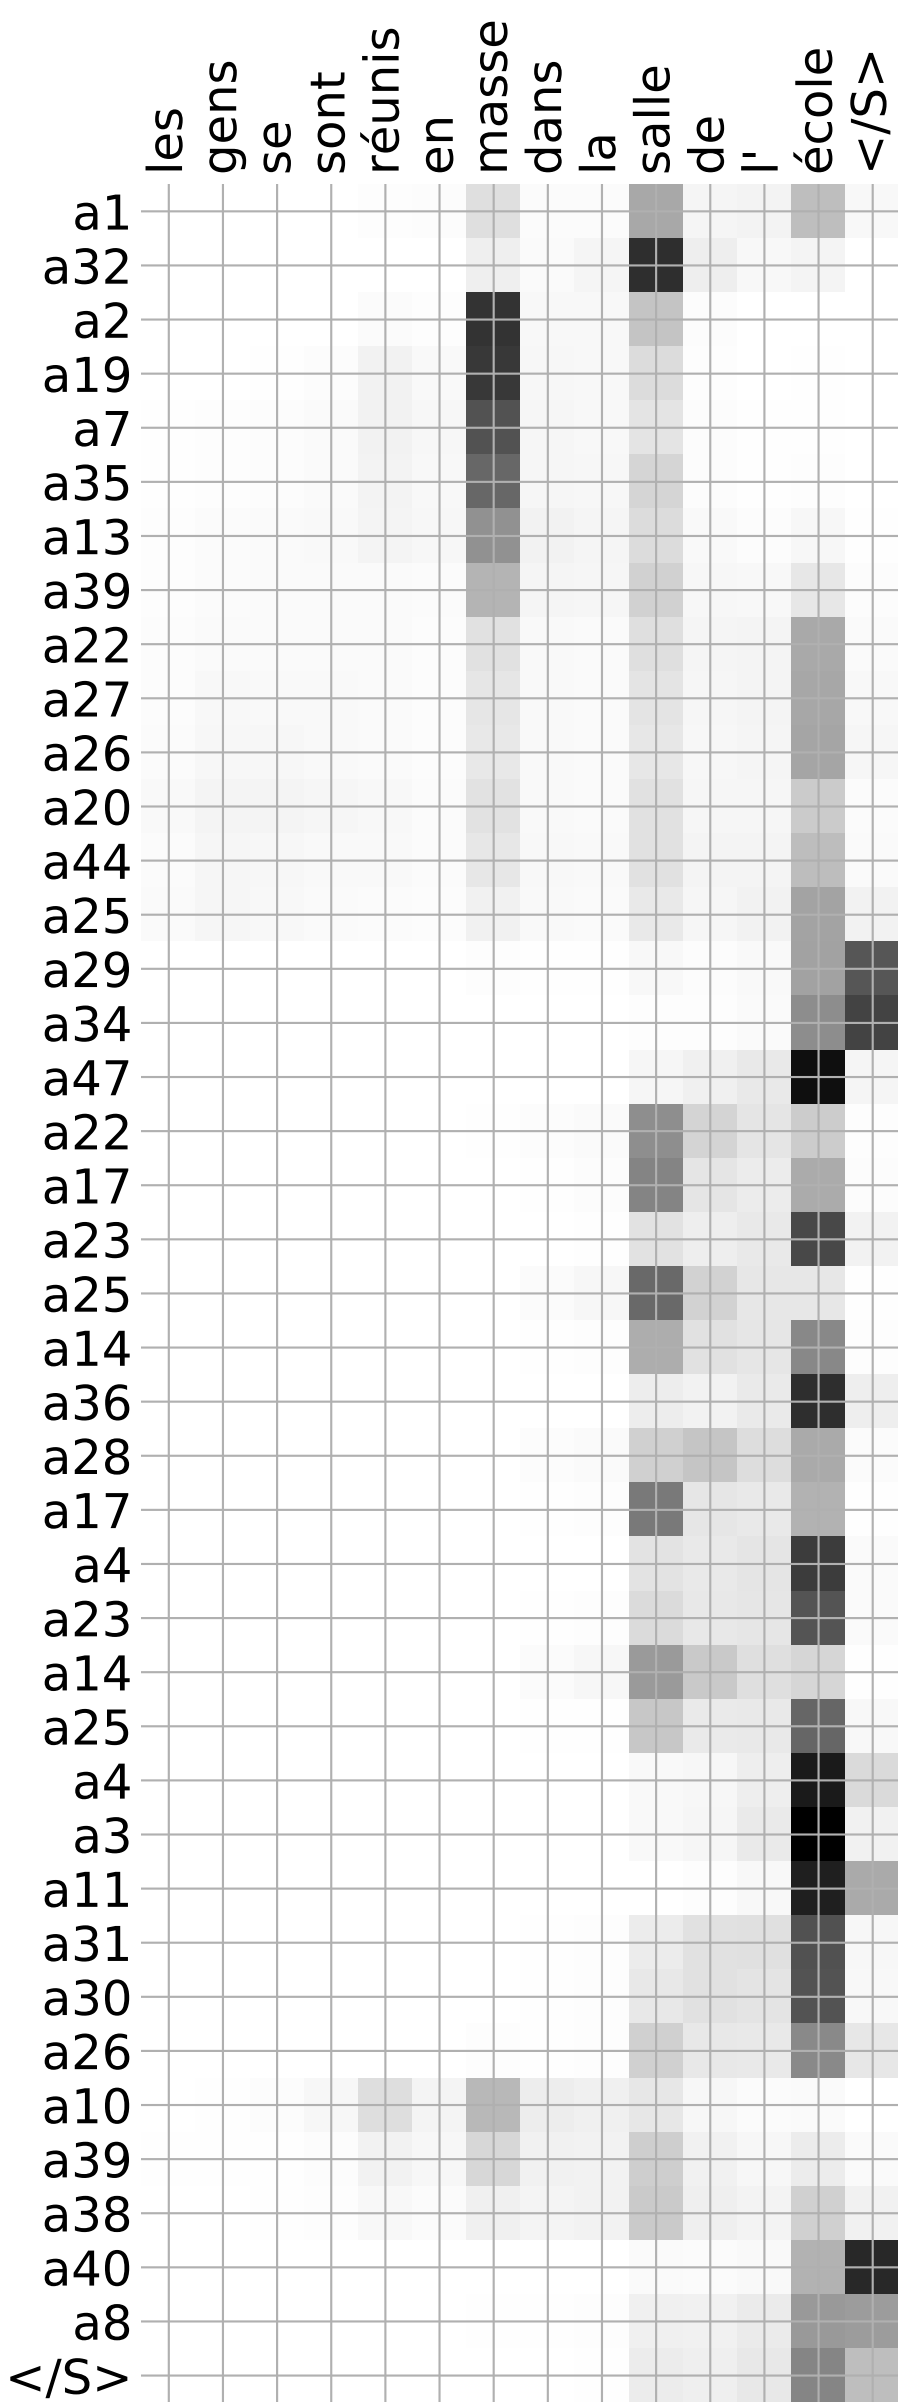 les gens se sont réunis en masse dans la salle de l' école </S>
a1
a32
a2
a19
a7
a35
a13
a39
a22
a27
a26
a20
a44
a25
a29
a34
a47
a22
a17
a23
a25
a14
a36
a28
a17
a4
a23
a14
a25
a4
a3
a11
a31
a30
a26
a10
a39
a38
a40
a8
</S>